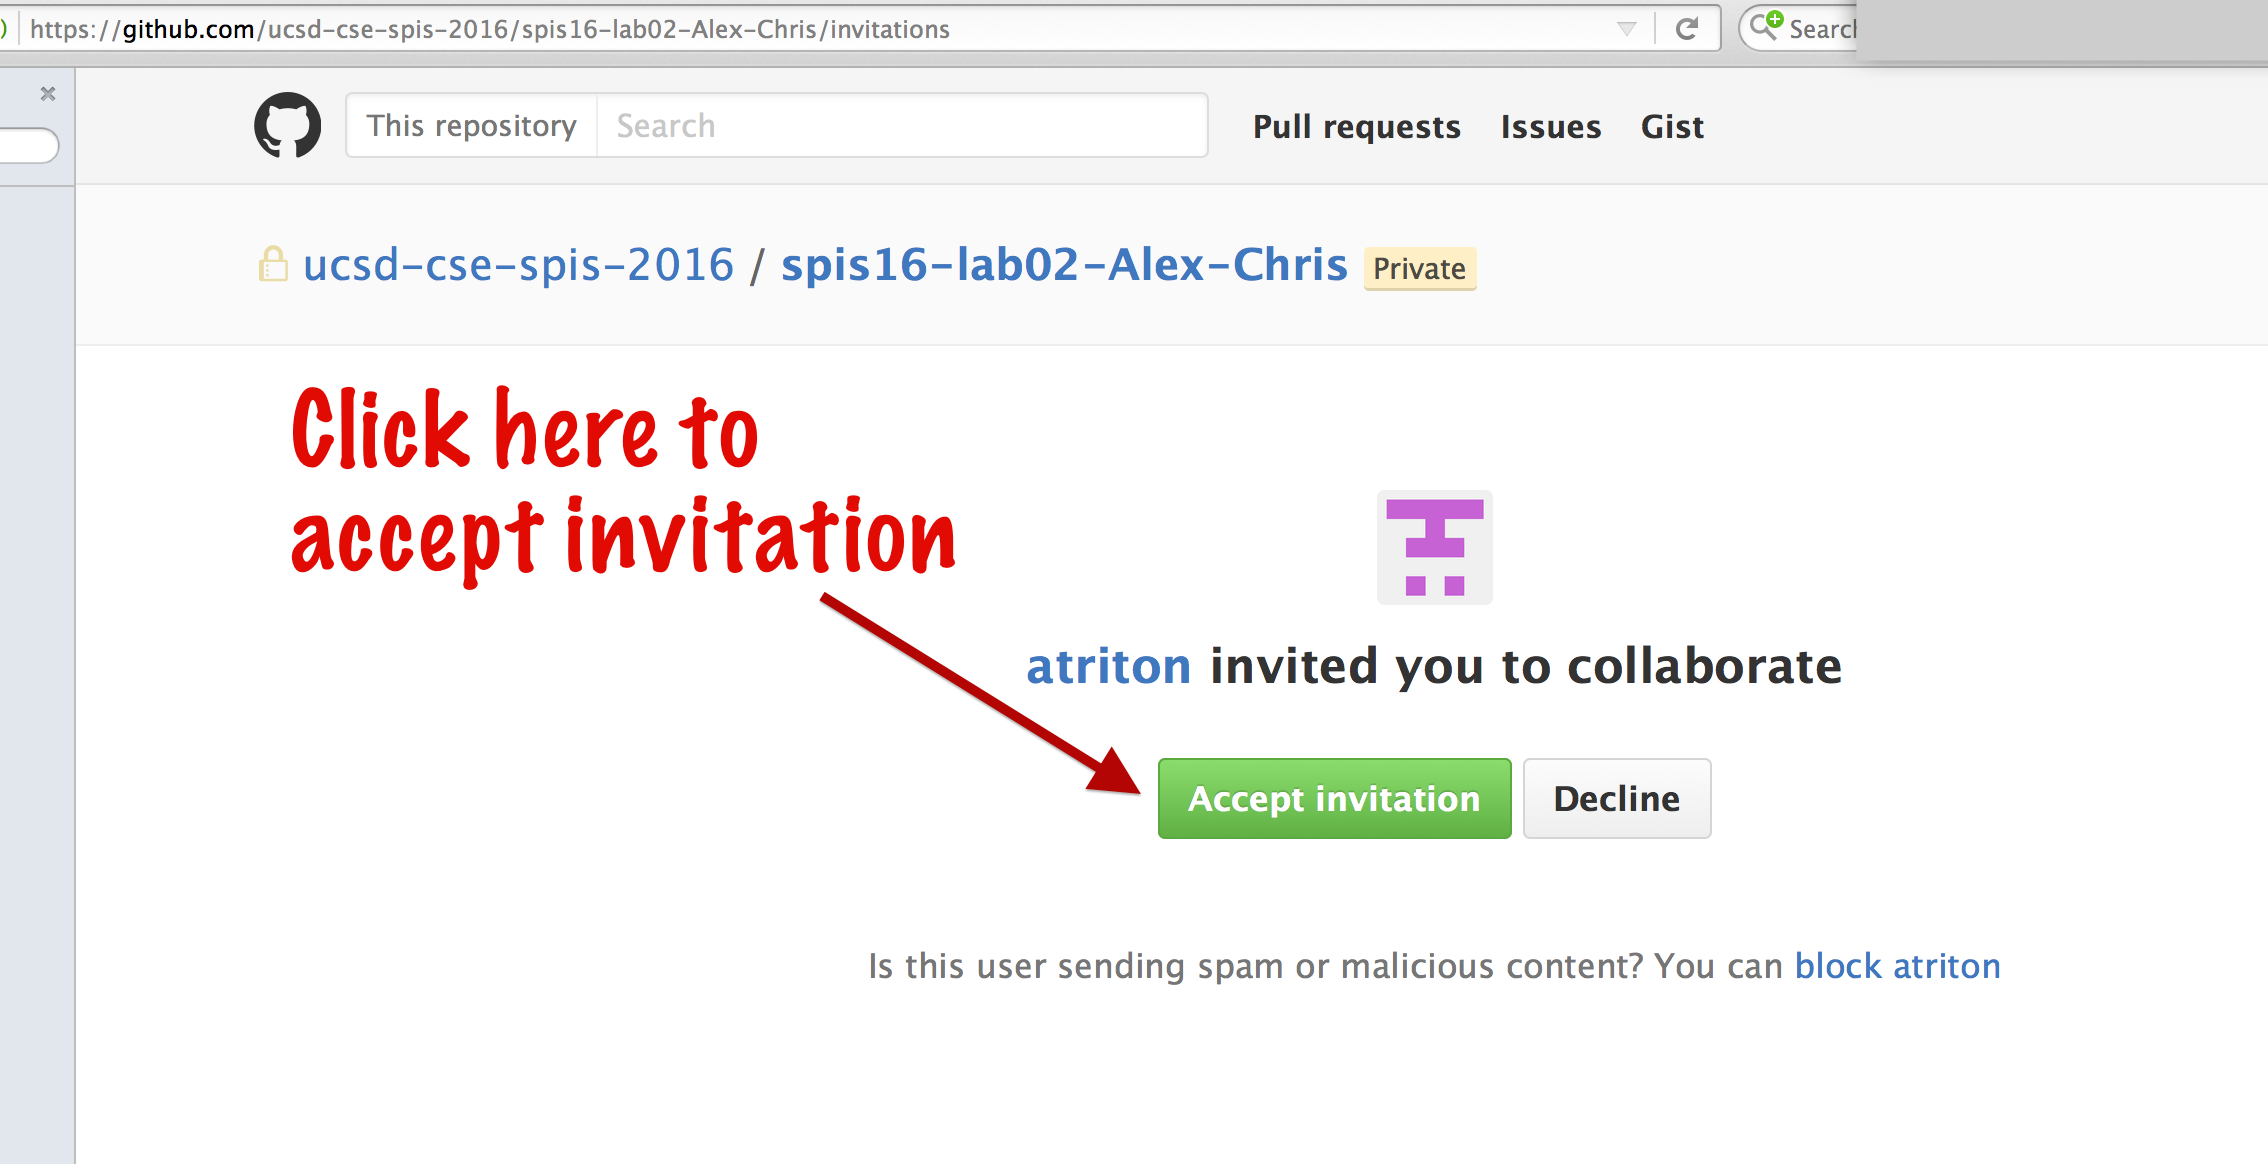 https://github.com/ucsd-cse-spis-2016/spis16-lab02-Alex-Chris/invitations
This repository Search Pull requests Issues Gist
ucsd-cse-spis-2016 / spis16-lab02-Alex-Chris Private
Click here to
accept invitation
atriton invited you to collaborate
Accept invitation Decline
Is this user sending spam or malicious content? You can block atriton